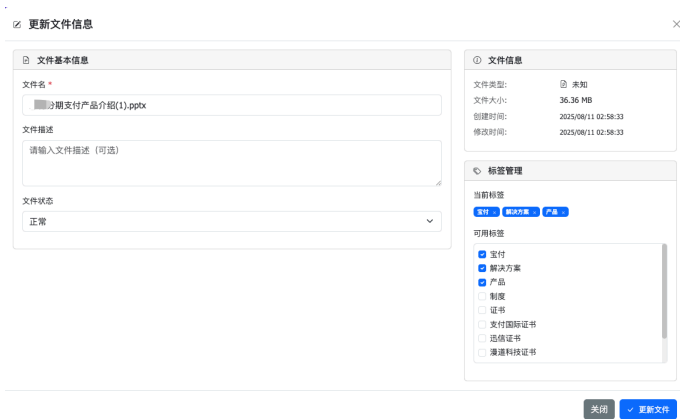 更新文件信息
文件基本信息
文件名 *
分期支付产品介绍(1).pptx
文件描述
请输入文件描述（可选）
文件状态
正常
文件信息
文件类型: 未知
文件大小: 36.36 MB
创建时间: 2025/08/11 02:58:33
修改时间: 2025/08/11 02:58:33
标签管理
当前标签
宝付 × 解决方案 × 产品 ×
可用标签
宝付
解决方案
产品
制度
证书
支付国际证书
迅信证书
漫道科技证书
关闭 更新文件